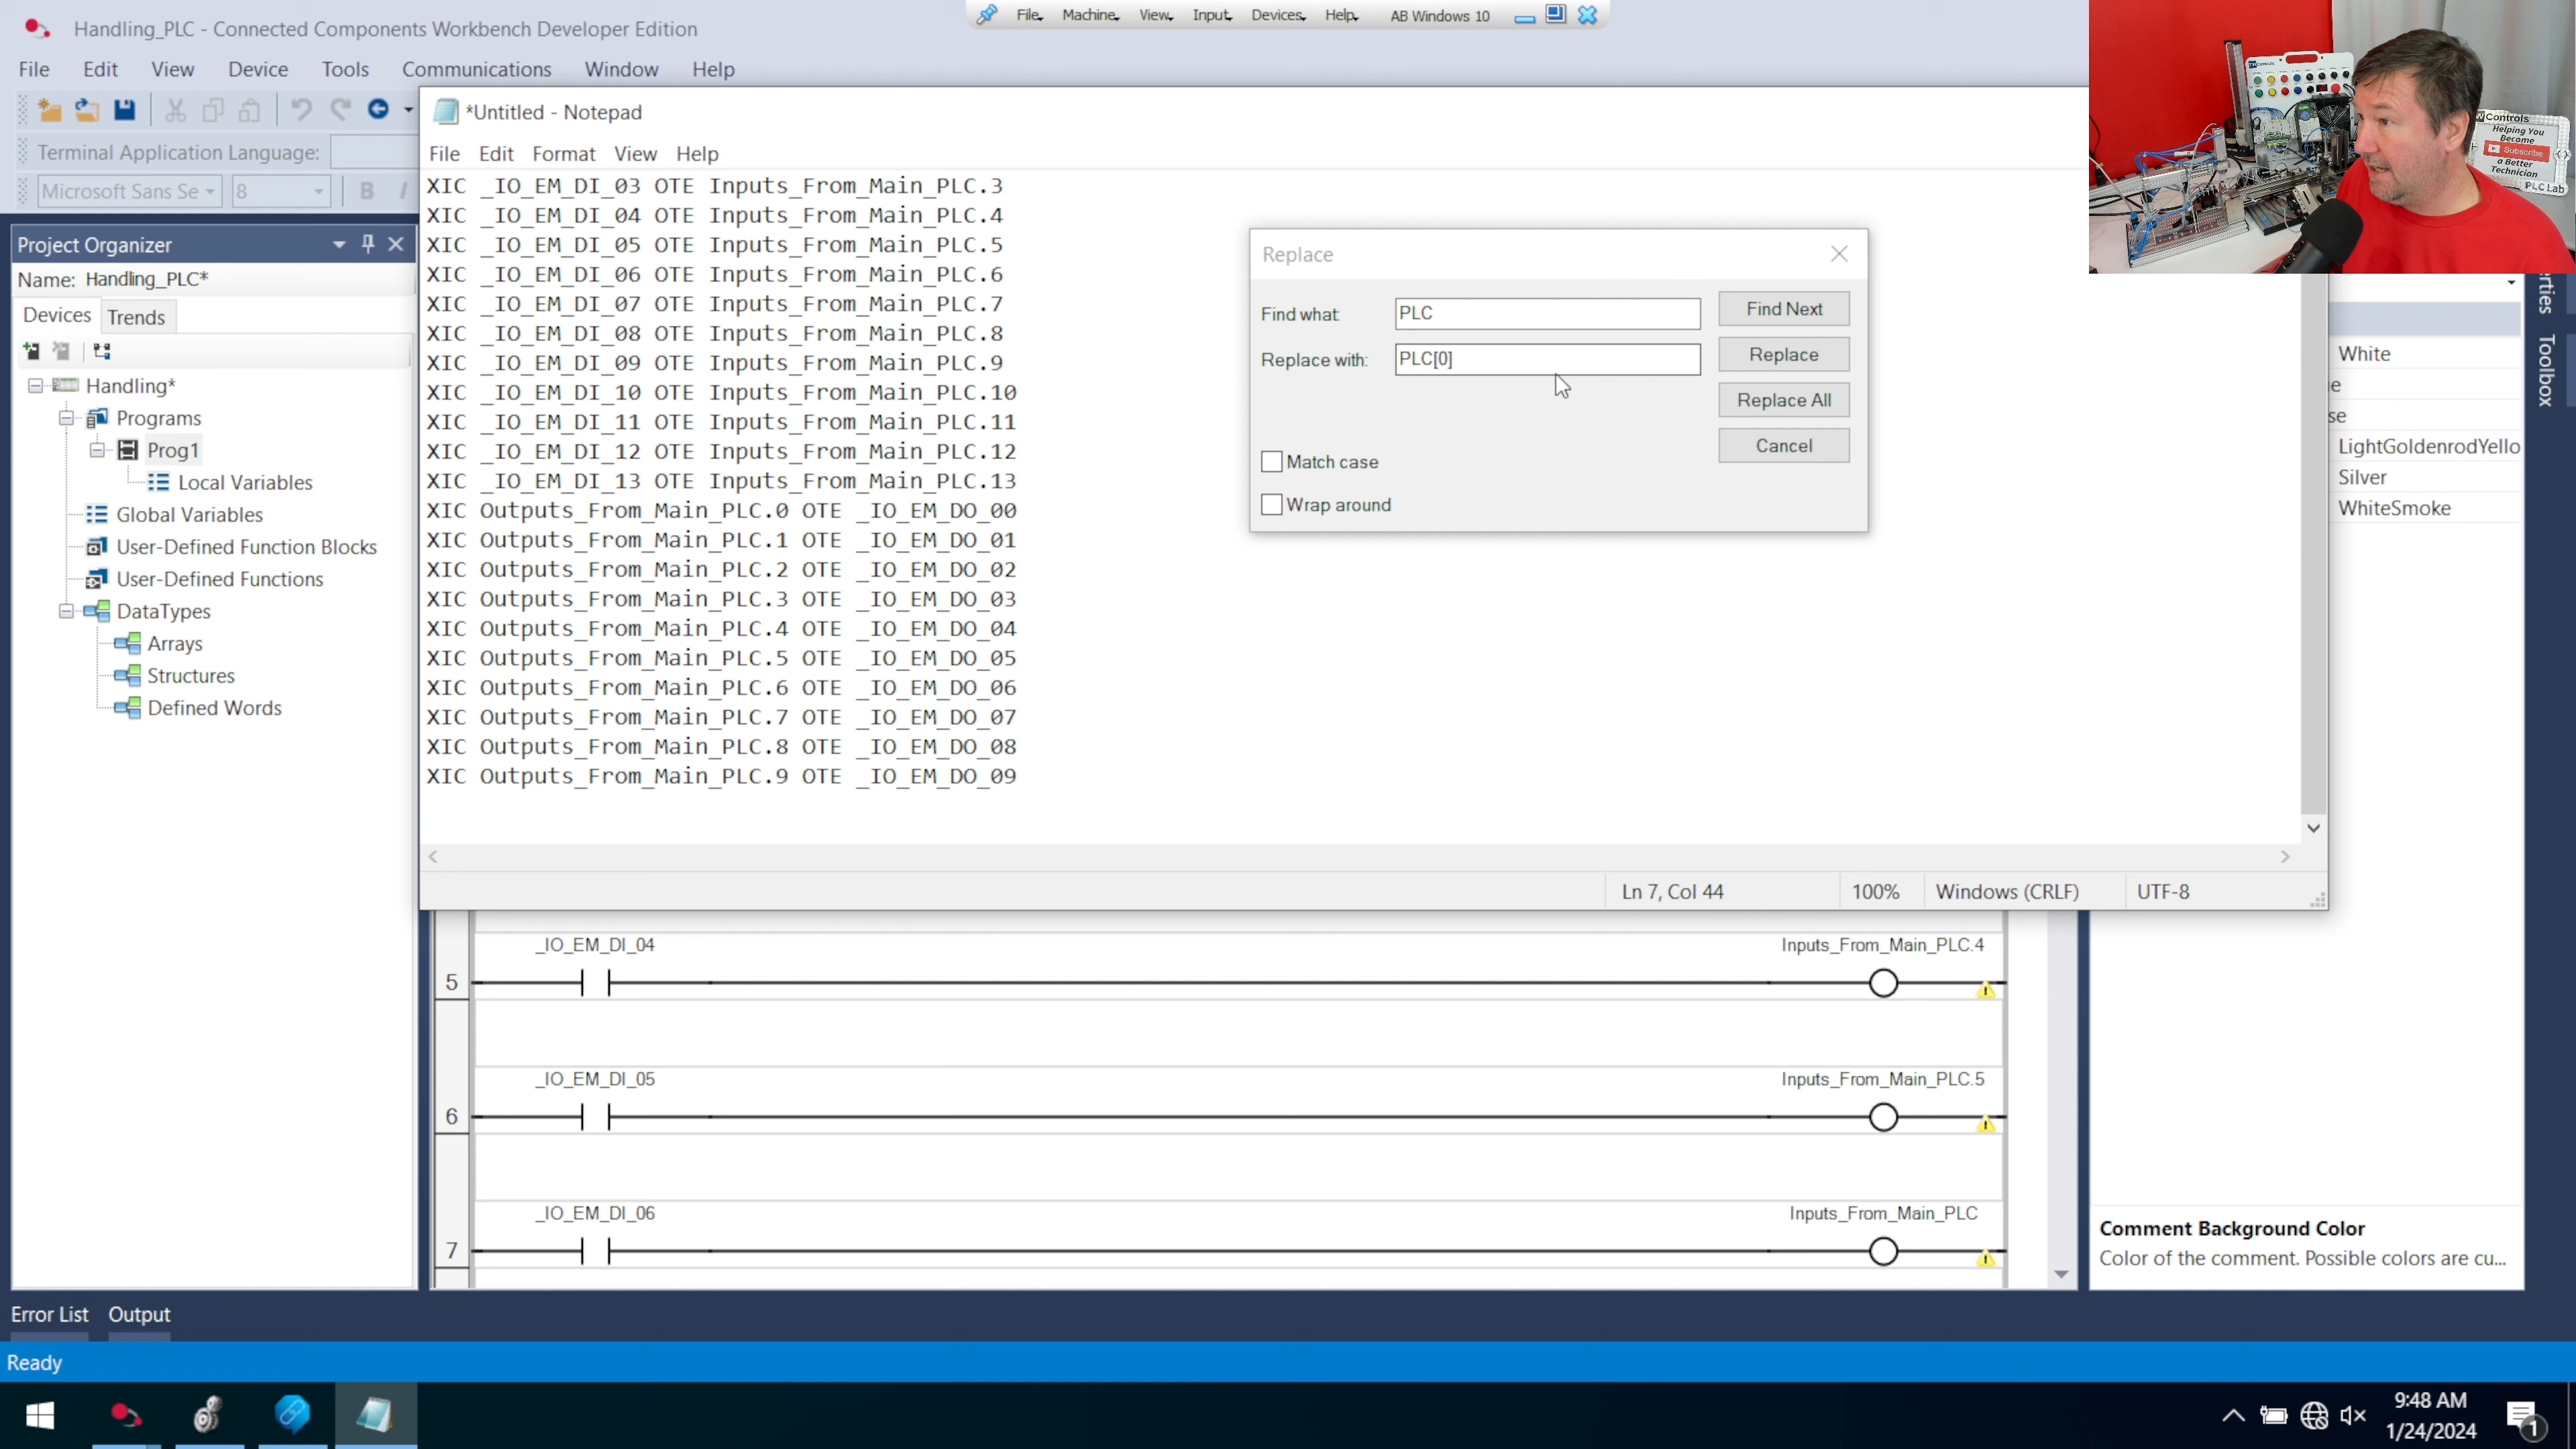 Handling_PLC - Connected Components Workbench Developer Edition
File Machine View Input Devices Help AB Windows 10
File Edit View Device Tools Communications Window Help
Terminal Application Language:
Microsoft Sans Se 8 B I
*Untitled - Notepad
File Edit Format View Help
XIC _IO_EM_DI_03 OTE Inputs_From_Main_PLC.3
XIC _IO_EM_DI_04 OTE Inputs_From_Main_PLC.4
XIC _IO_EM_DI_05 OTE Inputs_From_Main_PLC.5
XIC _IO_EM_DI_06 OTE Inputs_From_Main_PLC.6
XIC _IO_EM_DI_07 OTE Inputs_From_Main_PLC.7
XIC _IO_EM_DI_08 OTE Inputs_From_Main_PLC.8
XIC _IO_EM_DI_09 OTE Inputs_From_Main_PLC.9
XIC _IO_EM_DI_10 OTE Inputs_From_Main_PLC.10
XIC _IO_EM_DI_11 OTE Inputs_From_Main_PLC.11
XIC _IO_EM_DI_12 OTE Inputs_From_Main_PLC.12
XIC _IO_EM_DI_13 OTE Inputs_From_Main_PLC.13
XIC Outputs_From_Main_PLC.0 OTE _IO_EM_DO_00
XIC Outputs_From_Main_PLC.1 OTE _IO_EM_DO_01
XIC Outputs_From_Main_PLC.2 OTE _IO_EM_DO_02
XIC Outputs_From_Main_PLC.3 OTE _IO_EM_DO_03
XIC Outputs_From_Main_PLC.4 OTE _IO_EM_DO_04
XIC Outputs_From_Main_PLC.5 OTE _IO_EM_DO_05
XIC Outputs_From_Main_PLC.6 OTE _IO_EM_DO_06
XIC Outputs_From_Main_PLC.7 OTE _IO_EM_DO_07
XIC Outputs_From_Main_PLC.8 OTE _IO_EM_DO_08
XIC Outputs_From_Main_PLC.9 OTE _IO_EM_DO_09
Ln 7, Col 44 100% Windows (CRLF) UTF-8
Replace
Find what: PLC
Replace with: PLC[0]
Find Next
Replace
Replace All
Cancel
Match case
Wrap around
Project Organizer
Name: Handling_PLC*
Devices Trends
Handling*
Programs
Prog1
Local Variables
Global Variables
User-Defined Function Blocks
User-Defined Functions
DataTypes
Arrays
Structures
Defined Words
_IO_EM_DI_04 Inputs_From_Main_PLC.4
5
_IO_EM_DI_05 Inputs_From_Main_PLC.5
6
_IO_EM_DI_06 Inputs_From_Main_PLC
7
Controls
Helping You
Become
Subscribe
a Better
Technician
PLC Lab
erties
Toolbox
White
e
se
LightGoldenrodYello
Silver
WhiteSmoke
Comment Background Color
Color of the comment. Possible colors are cu...
Error List Output
Ready
9:48 AM
1/24/2024
1